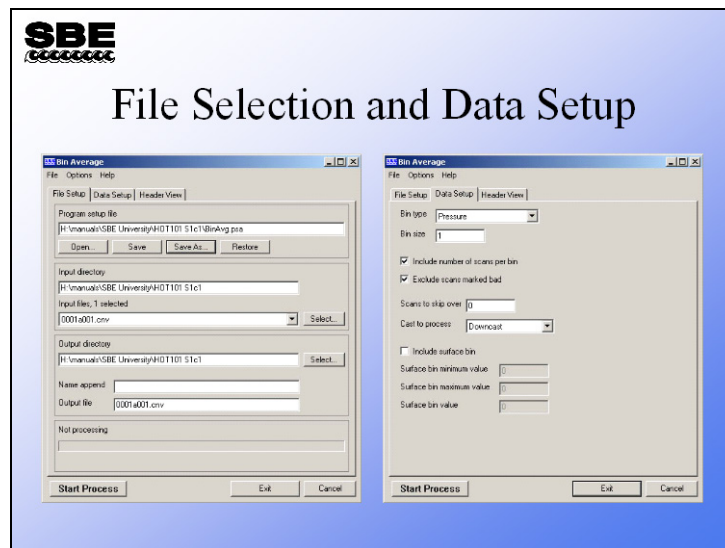 SBE
File Selection and Data Setup
Bin Average
File Options Help
File Setup Data Setup Header View
Program setup file
H:\manuals\SBE University\HOT101 S1c1\BinAvg.psa
Open... Save Save As... Restore
Input directory
H:\manuals\SBE University\HOT101 S1c1
Input files, 1 selected
0001a001.cnv Select...
Output directory
H:\manuals\SBE University\HOT101 S1c1 Select...
Name append
Output file 0001a001.cnv
Not processing
Start Process Exit Cancel
Bin Average
File Options Help
File Setup Data Setup Header View
Bin type Pressure
Bin size 1
Include number of scans per bin
Exclude scans marked bad
Scans to skip over 0
Cast to process Downcast
Include surface bin
Surface bin minimum value 0
Surface bin maximum value 0
Surface bin value 0
Start Process Exit Cancel